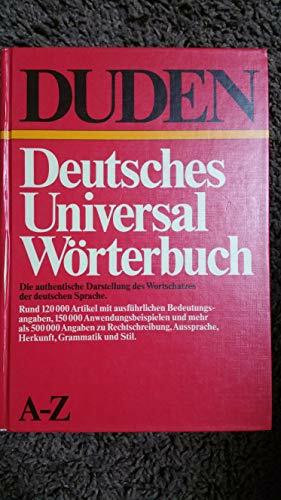 DUDEN
Deutsches
Universal
Wörterbuch
Die authentische Darstellung des Wortschatzes
der deutschen Sprache.
Rund 120 000 Artikel mit ausführlichen Bedeutungs-
angaben, 150 000 Anwendungsbeispielen und mehr
als 500 000 Angaben zu Rechtschreibung, Aussprache,
Herkunft, Grammatik und Stil.
A-Z